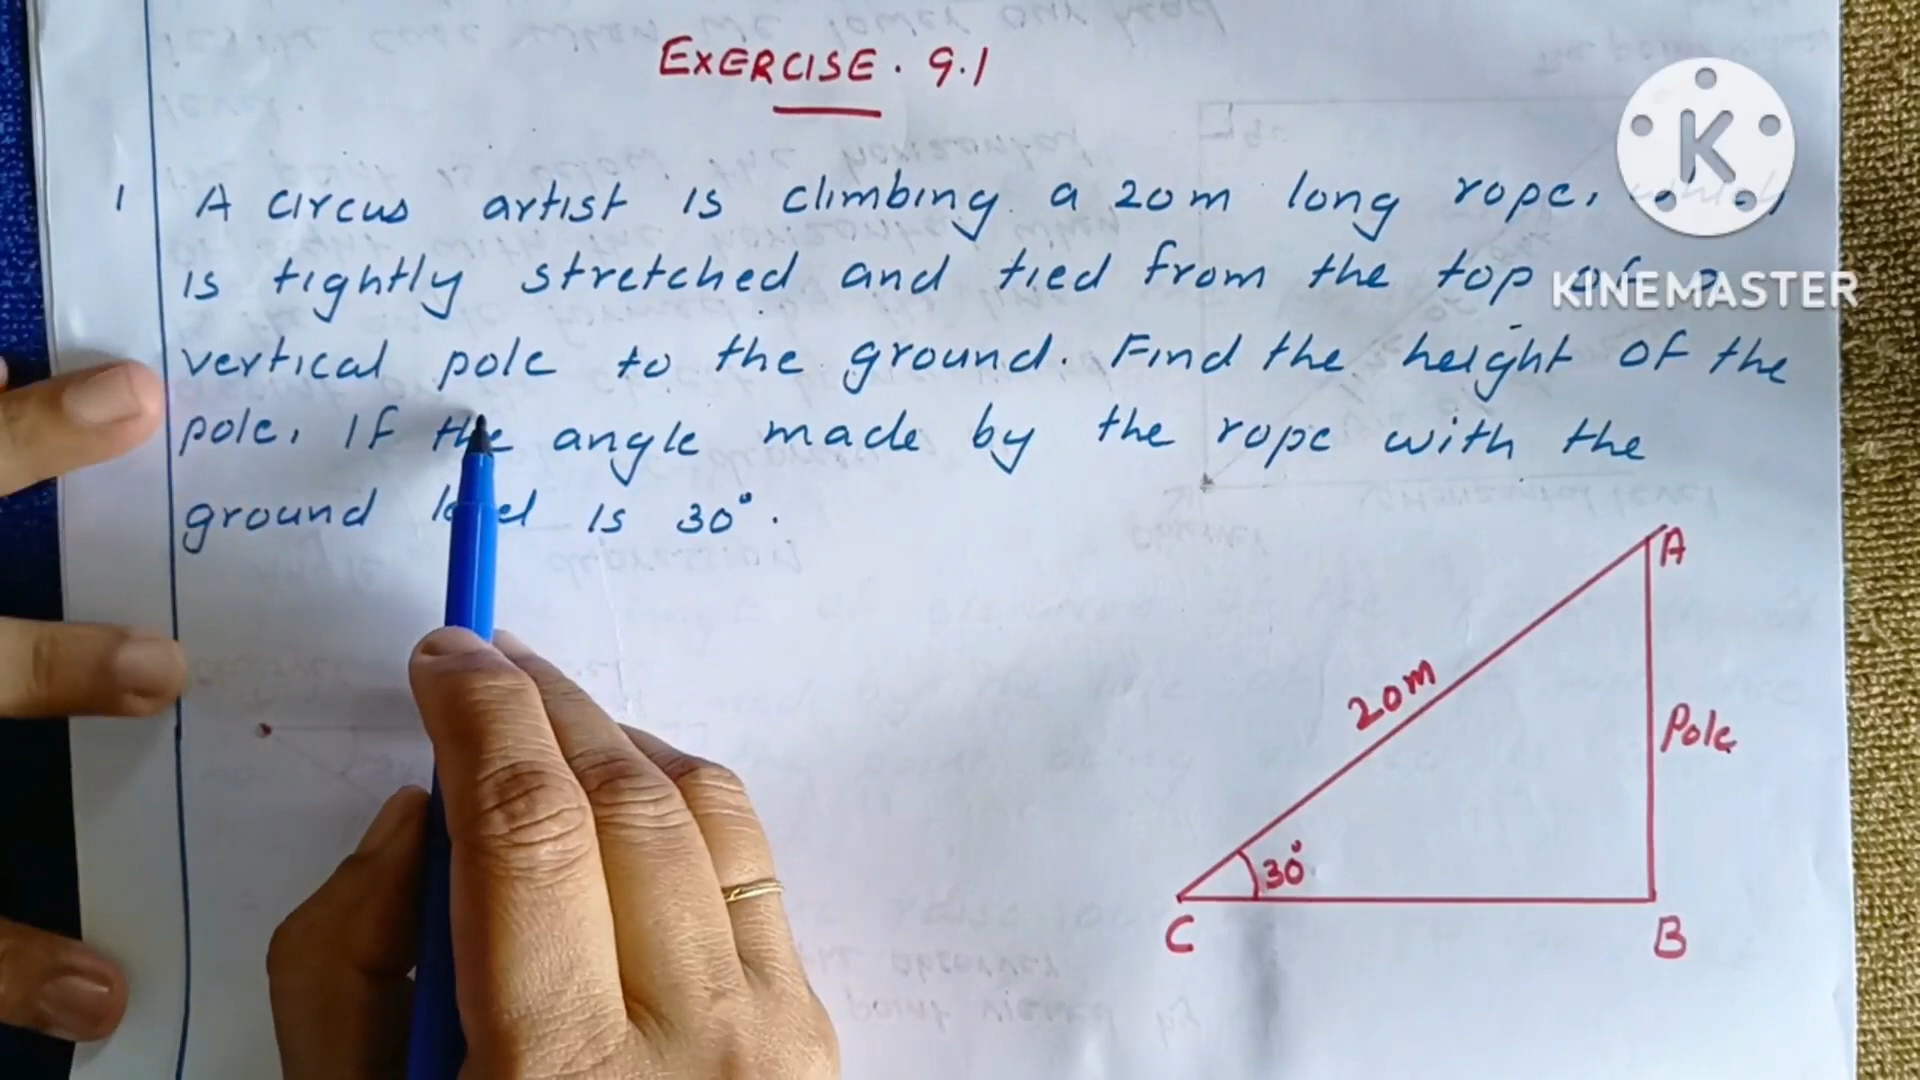 EXERCISE. 9.1
1 A circus artist is climbing a 20m long rope,
is tightly stretched and tied from the top of a
vertical pole to the ground. Find the height of the
pole, If the angle made by the rope with the
ground level is 30°.
K
KINEMASTER
A
20m
Pole
30°
C
B